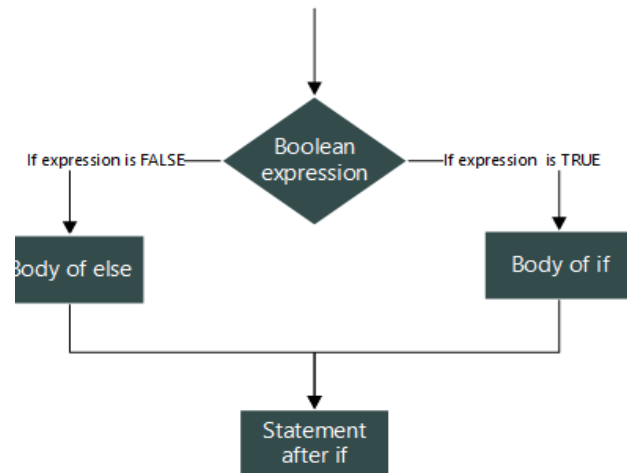 Boolean
expression
If expression is FALSE
If expression is TRUE
Body of else
Body of if
Statement
after if